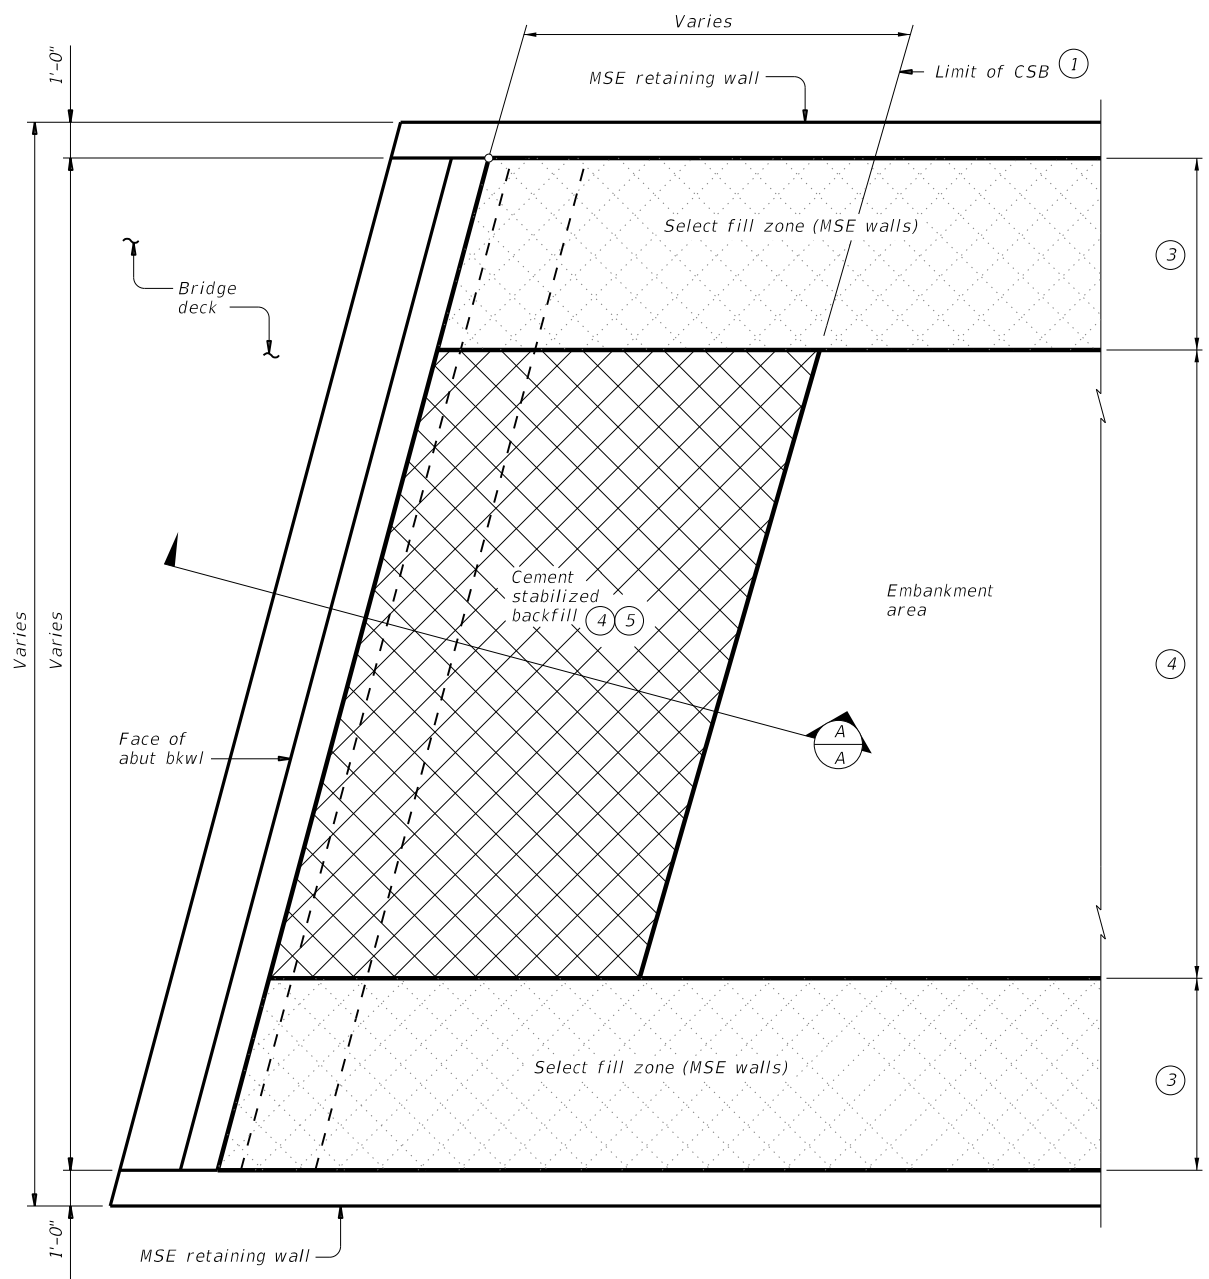 Varies
1'-0"
MSE retaining wall
Limit of CSB 1
Select fill zone (MSE walls)
3
Bridge
deck
Cement
stabilized
backfill 4 5
Embankment
area
Varies
Varies
4
Face of
abut bkwl
A
A
Select fill zone (MSE walls)
3
1'-0"
MSE retaining wall